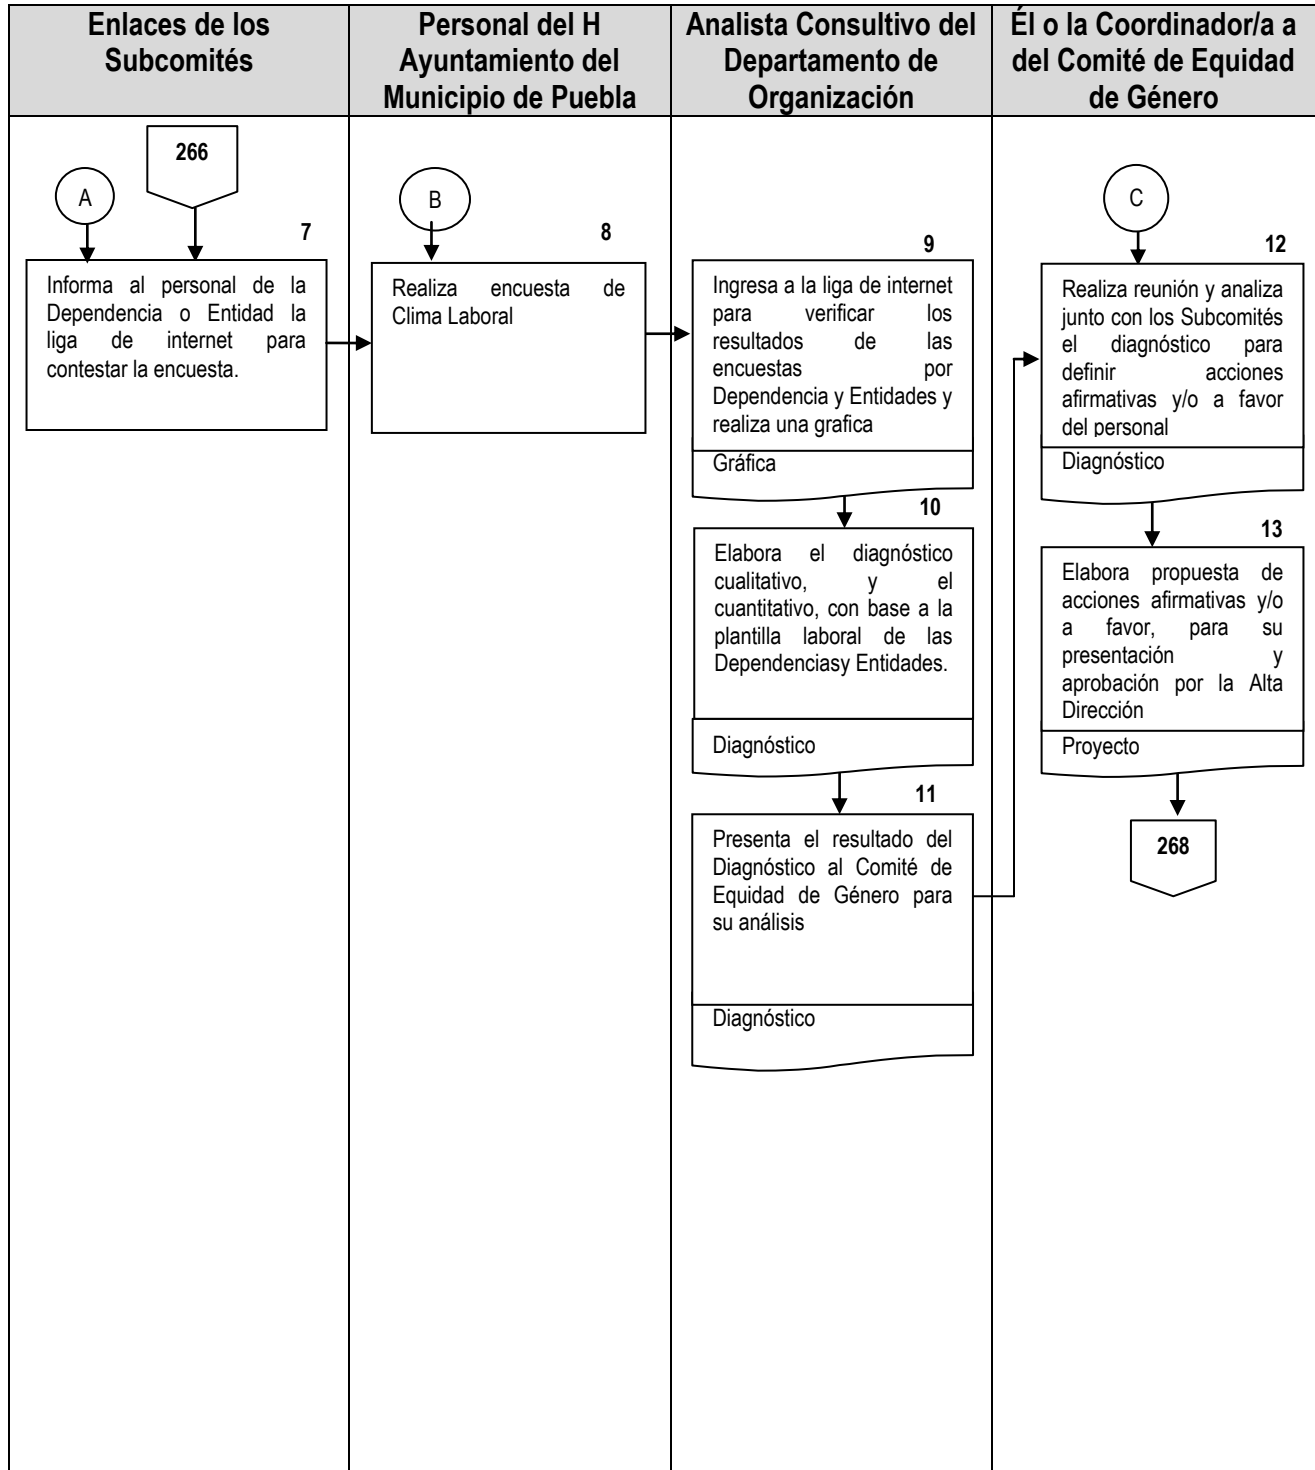 Enlaces de los
Subcomités
Personal del H
Ayuntamiento del
Municipio de Puebla
Analista Consultivo del
Departamento de
Organización
Él o la Coordinador/a a
del Comité de Equidad
de Género
266
A
7
Informa al personal de la
Dependencia o Entidad la
liga de internet para
contestar la encuesta.
B
8
Realiza encuesta de
Clima Laboral
9
Ingresa a la liga de internet
para verificar los
resultados de las
encuestas por
Dependencia y Entidades y
realiza una grafica
Gráfica
10
Elabora el diagnóstico
cualitativo, y el
cuantitativo, con base a la
plantilla laboral de las
Dependenciasy Entidades.
Diagnóstico
11
Presenta el resultado del
Diagnóstico al Comité de
Equidad de Género para
su análisis
Diagnóstico
C
12
Realiza reunión y analiza
junto con los Subcomités
el diagnóstico para
definir acciones
afirmativas y/o a favor
del personal
Diagnóstico
13
Elabora propuesta de
acciones afirmativas y/o
a favor, para su
presentación y
aprobación por la Alta
Dirección
Proyecto
268